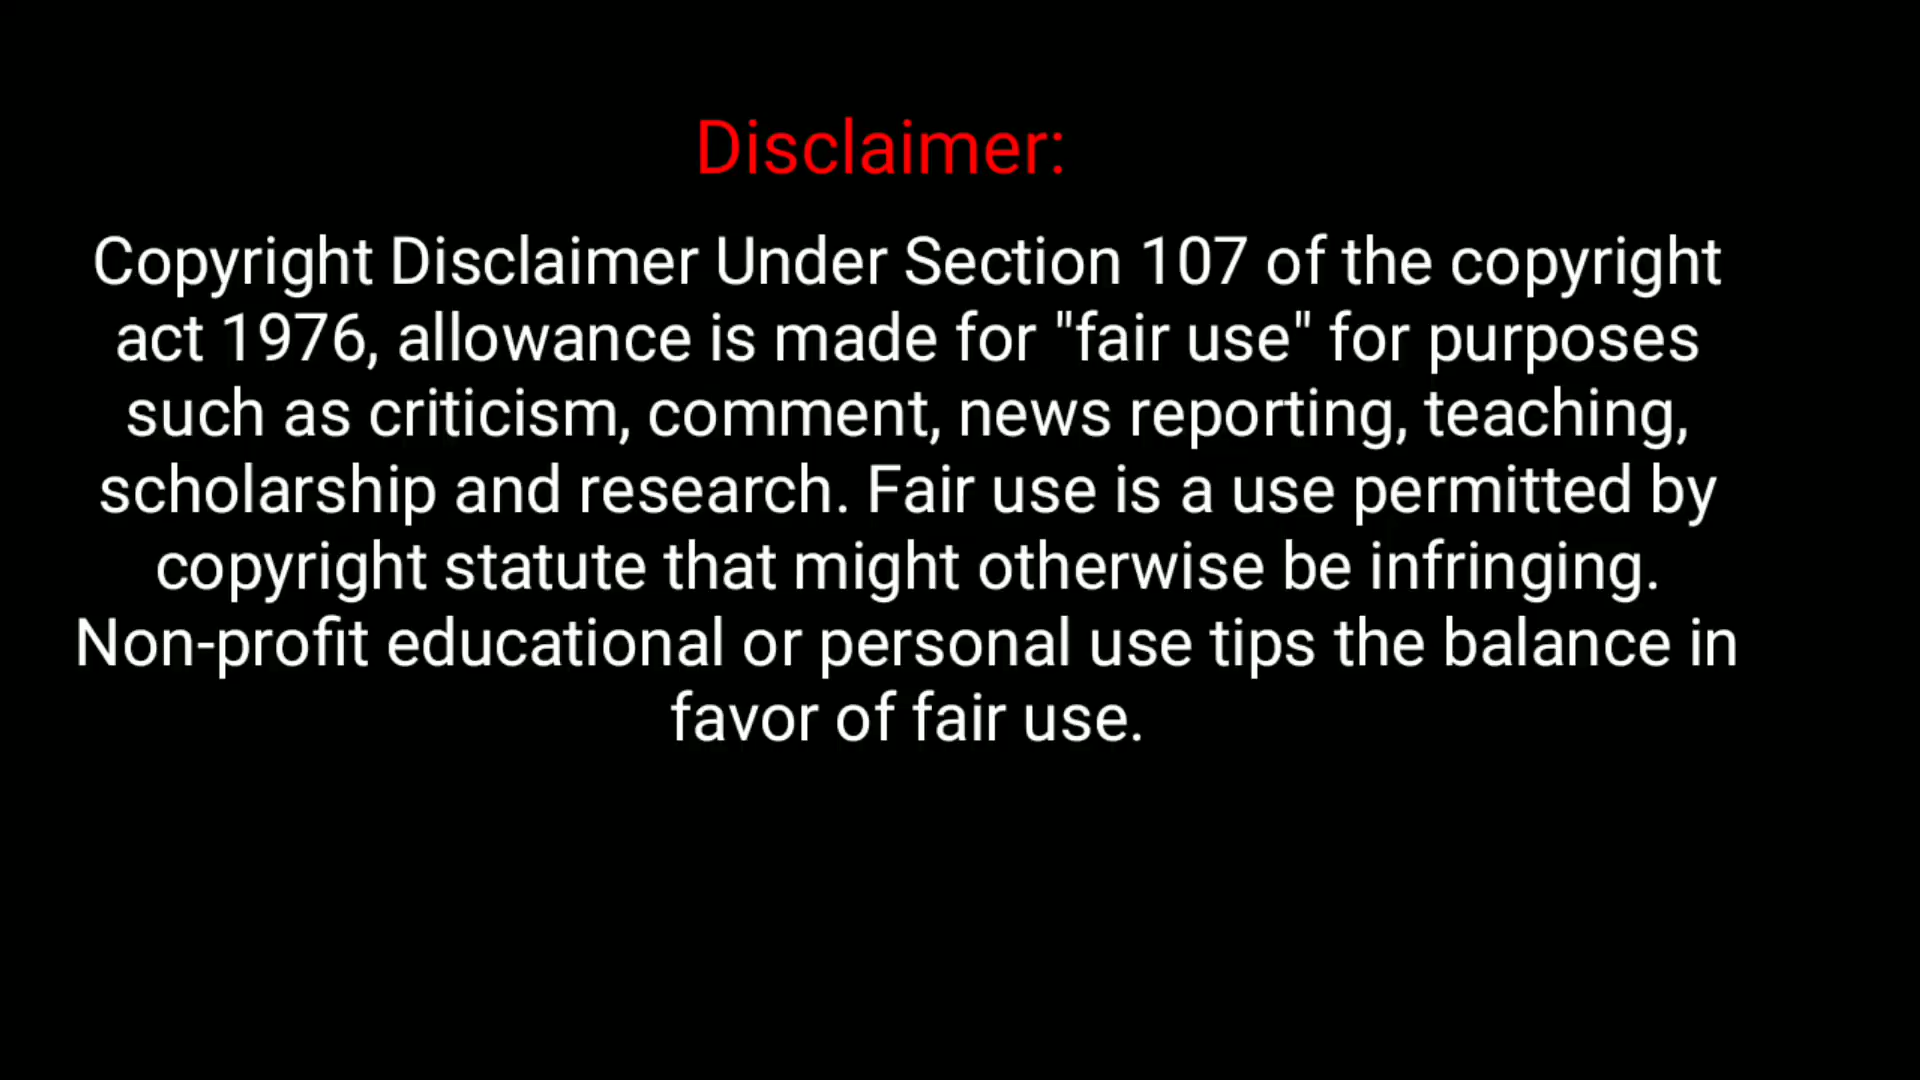 Disclaimer:
Copyright Disclaimer Under Section 107 of the copyright
act 1976, allowance is made for "fair use" for purposes
such as criticism, comment, news reporting, teaching,
scholarship and research. Fair use is a use permitted by
copyright statute that might otherwise be infringing.
Non-profit educational or personal use tips the balance in
favor of fair use.